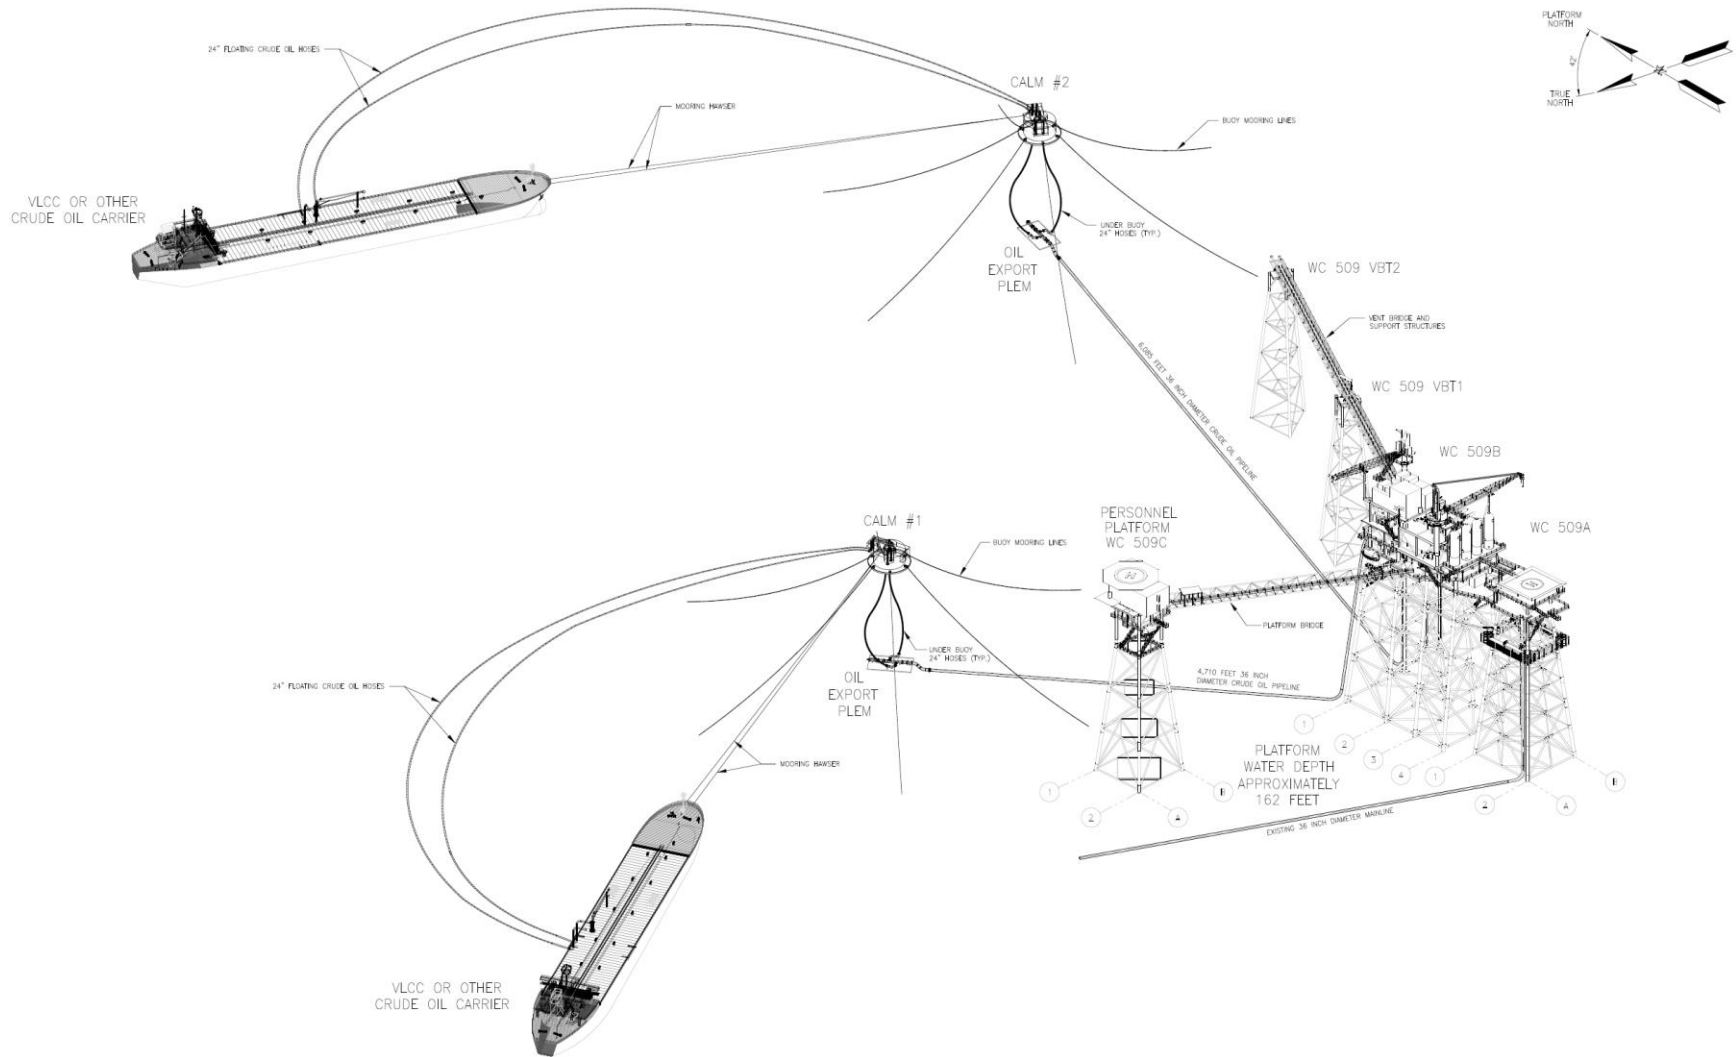 PLATFORM
NORTH
42°
TRUE
NORTH
24" FLOATING CRUDE OIL HOSES
CALM #2
MOORING HAWSER
BUOY MOORING LINES
VLCC OR OTHER
CRUDE OIL CARRIER
UNDER BUOY
24" HOSES (TYP.)
OIL
EXPORT
PLEM
WC 509 VBT2
VENT BRIDGE AND
SUPPORT STRUCTURES
6,085 FEET 36 INCH DIAMETER CRUDE OIL PIPELINE
WC 509 VBT1
WC 509B
WC 509A
PERSONNEL
PLATFORM
WC 509C
H
CALM #1
BUOY MOORING LINES
PLATFORM BRIDGE
UNDER BUOY
24" HOSES (TYP.)
OIL
EXPORT
PLEM
4,710 FEET 36 INCH
DIAMETER CRUDE OIL PIPELINE
24" FLOATING CRUDE OIL HOSES
MOORING HAWSER
1
2
3
4
1
2
A
B
PLATFORM
WATER DEPTH
APPROXIMATELY
162 FEET
1
2
A
B
EXISTING 36 INCH DIAMETER MAINLINE
VLCC OR OTHER
CRUDE OIL CARRIER